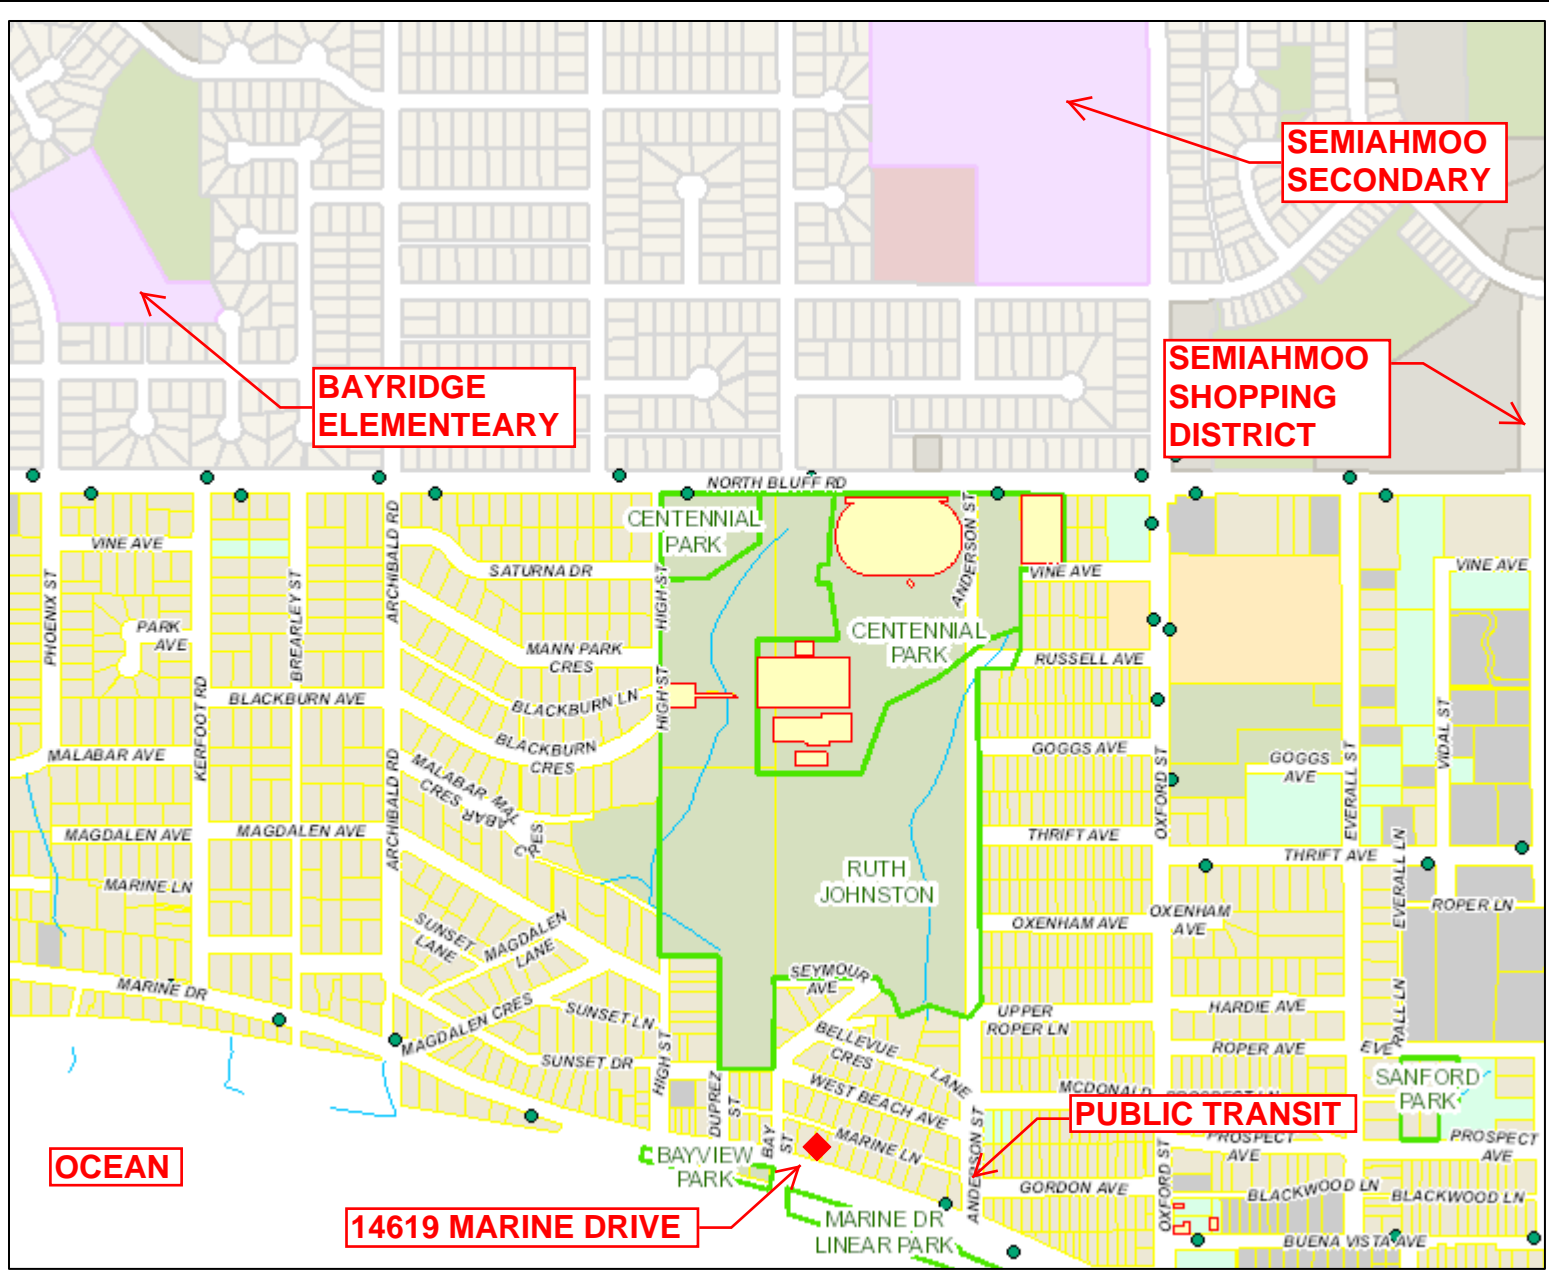 SEMIAHMOO
SECONDARY
SEMIAHMOO
SHOPPING
DISTRICT
BAYRIDGE
ELEMENTEARY
NORTH BLUFF RD
CENTENNIAL
PARK
VINE AVE
SATURNA DR
ARCHIBALD RD
HIGH ST
ANDERSON ST
VINE AVE
VINE AVE
PHOENIX ST
BREARLEY ST
PARK
AVE
MANN PARK
CRES
CENTENNIAL
PARK
RUSSELL AVE
KERFOOT RD
BLACKBURN AVE
BLACKBURN LN
HIGH ST
BLACKBURN
CRES
GOGGS AVE
GOGGS
AVE
VIDAL ST
MALABAR AVE
ARCHIBALD RD
MALABAR
CRES
MALABAR
CRES
OXFORD ST
EVERALL ST
MAGDALEN AVE
MAGDALEN AVE
THRIFT AVE
THRIFT AVE
MARINE LN
RUTH
JOHNSTON
EVERALL LN
ROPER LN
SUNSET
LANE
MAGDALEN
LANE
OXENHAM AVE
OXENHAM
AVE
MARINE DR
SEYMOUR
AVE
MAGDALEN CRES
SUNSET LN
UPPER
ROPER LN
HARDIE AVE
RALL LN
BELLEVUE
CRES
LANE
SUNSET DR
HIGH ST
ROPER AVE
EVE
DUPREZ
ST
WEST BEACH AVE
MCDONALD
PROSPECT LN
SANFORD
PARK
PUBLIC TRANSIT
BAY
ST
MARINE LN
ANDERSON ST
OXFORD ST
PROSPECT
AVE
PROSPECT
AVE
OCEAN
BAYVIEW
PARK
GORDON AVE
BLACKWOOD LN
BLACKWOOD LN
14619 MARINE DRIVE
MARINE DR
LINEAR PARK
BUENA VISTA AVE